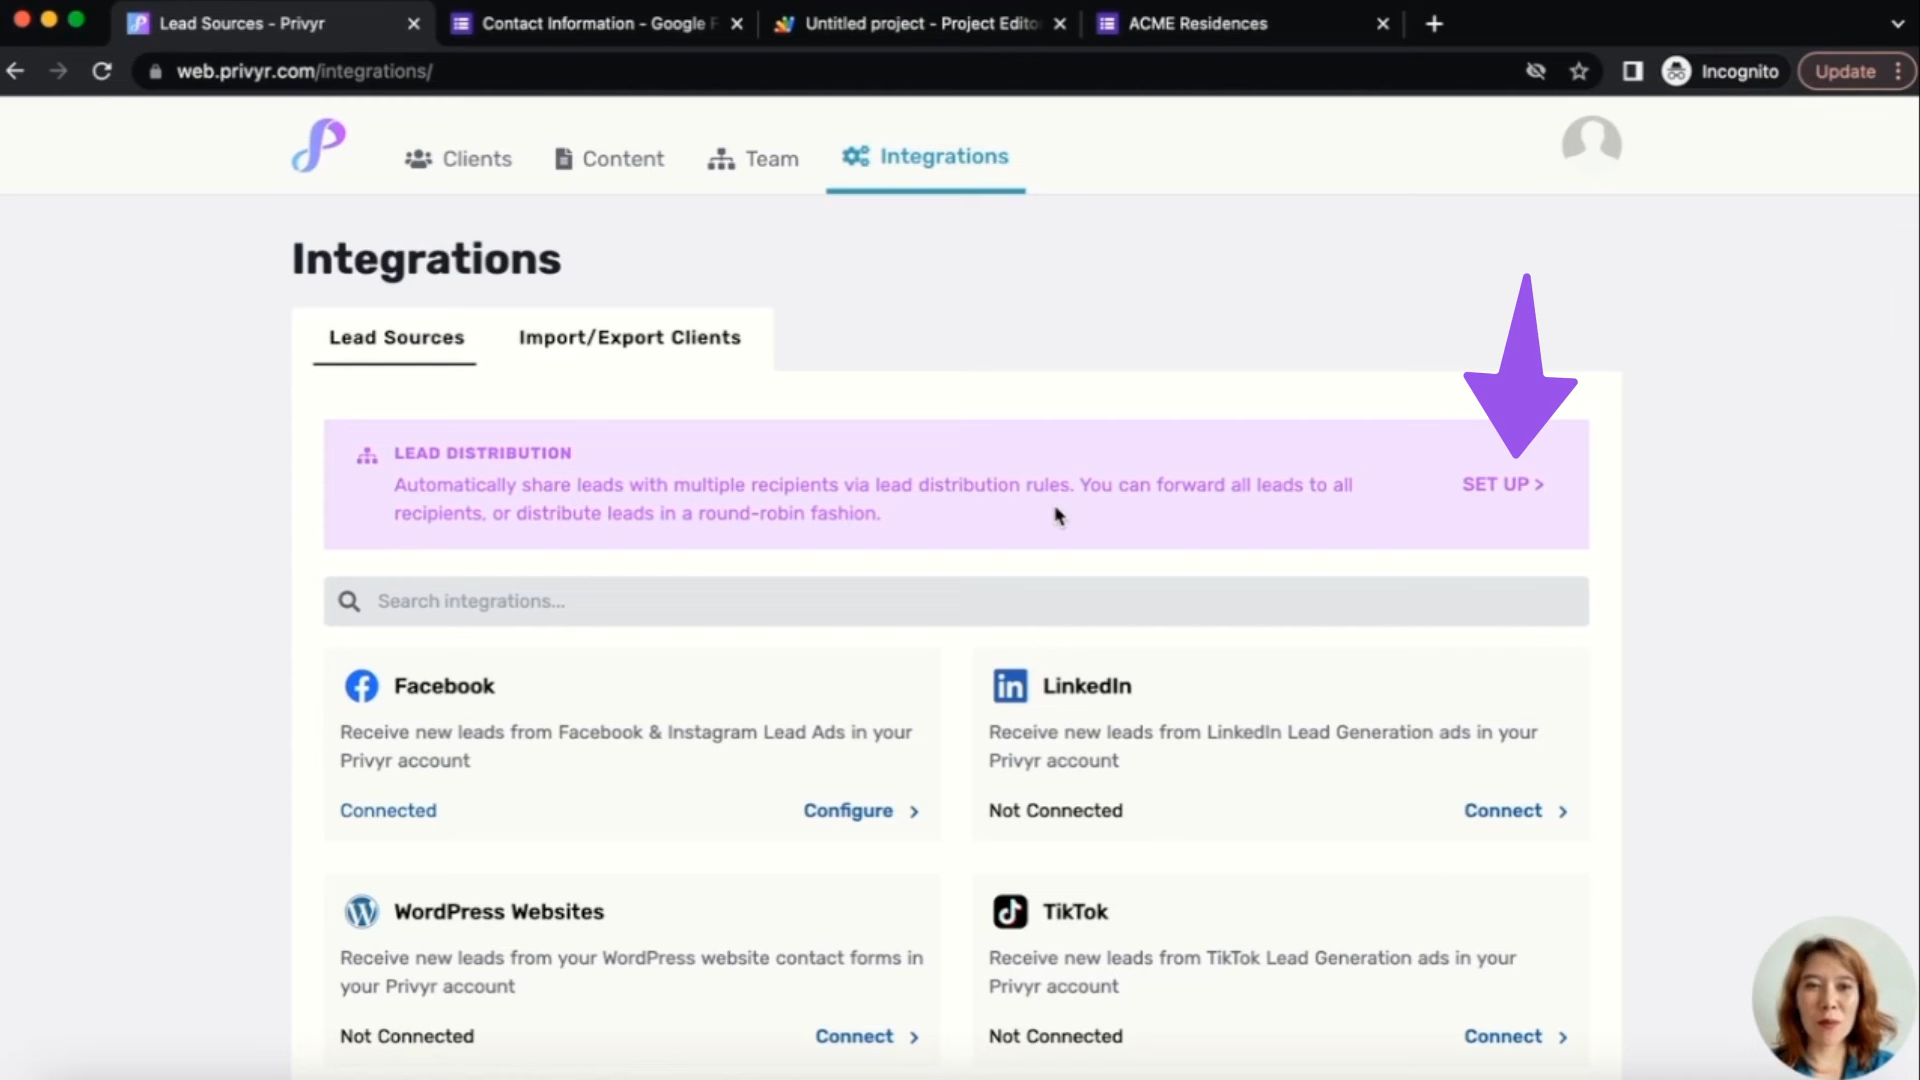 Lead Sources - Privyr
Contact Information - Google F
Untitled project - Project Edito
ACME Residences
web.privyr.com/integrations/
Incognito
Update
Clients
Content
Team
Integrations
Integrations
Lead Sources
Import/Export Clients
LEAD DISTRIBUTION
Automatically share leads with multiple recipients via lead distribution rules. You can forward all leads to all
recipients, or distribute leads in a round-robin fashion.
SET UP >
Search integrations...
Facebook
Receive new leads from Facebook & Instagram Lead Ads in your
Privyr account
Connected
Configure >
LinkedIn
Receive new leads from LinkedIn Lead Generation ads in your
Privyr account
Not Connected
Connect >
WordPress Websites
Receive new leads from your WordPress website contact forms in
your Privyr account
Not Connected
Connect >
TikTok
Receive new leads from TikTok Lead Generation ads in your
Privyr account
Not Connected
Connect >